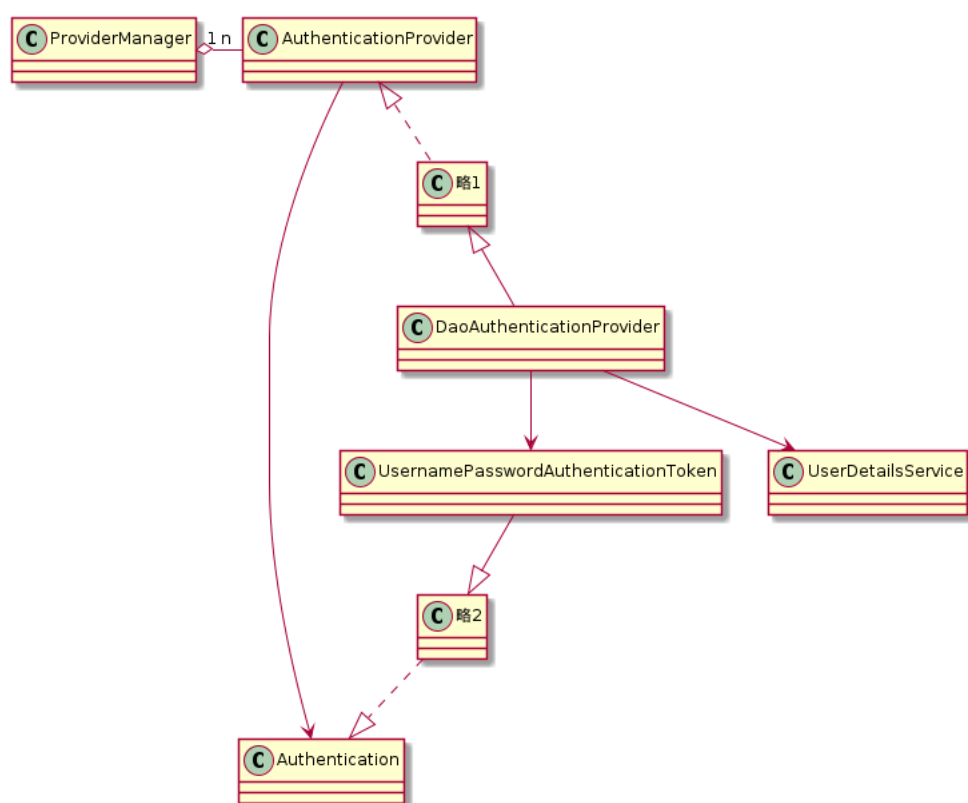 C ProviderManager
1 n
C AuthenticationProvider
C 略1
C DaoAuthenticationProvider
C UsernamePasswordAuthenticationToken
C UserDetailsService
C 略2
C Authentication